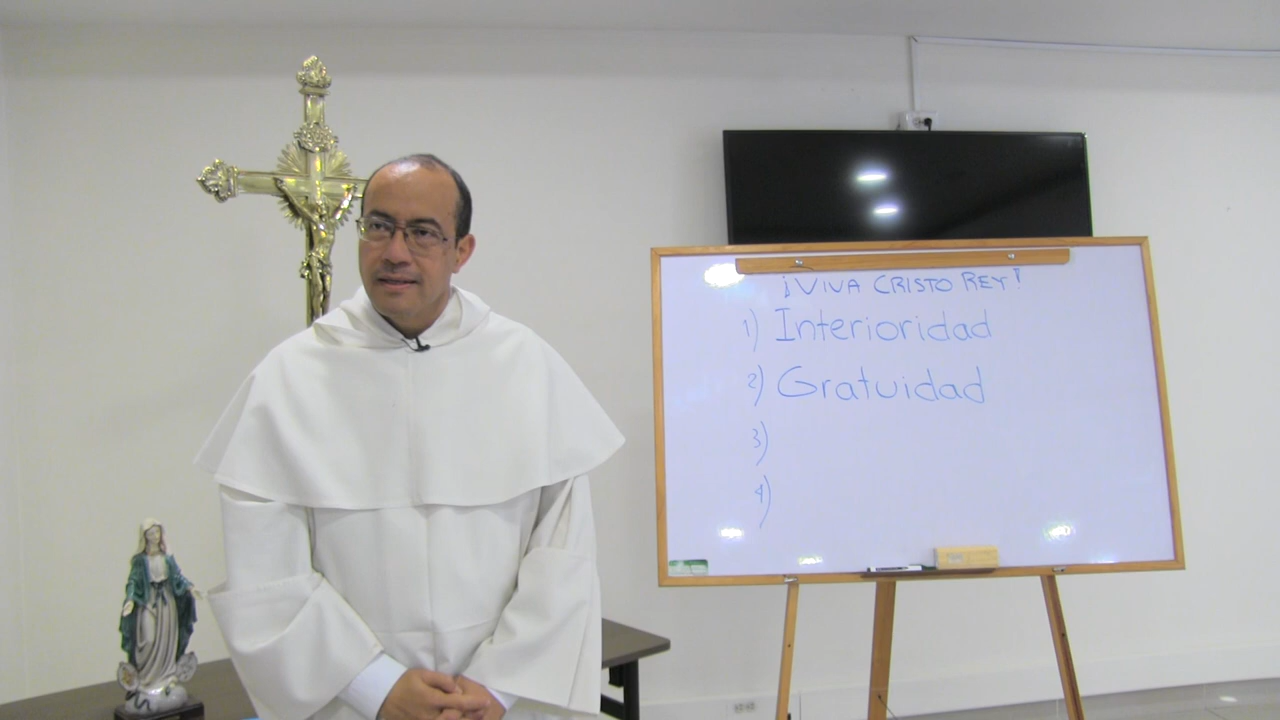 ¡VIVA CRISTO REY!
1) Interioridad
2) Gratuidad
3)
4)